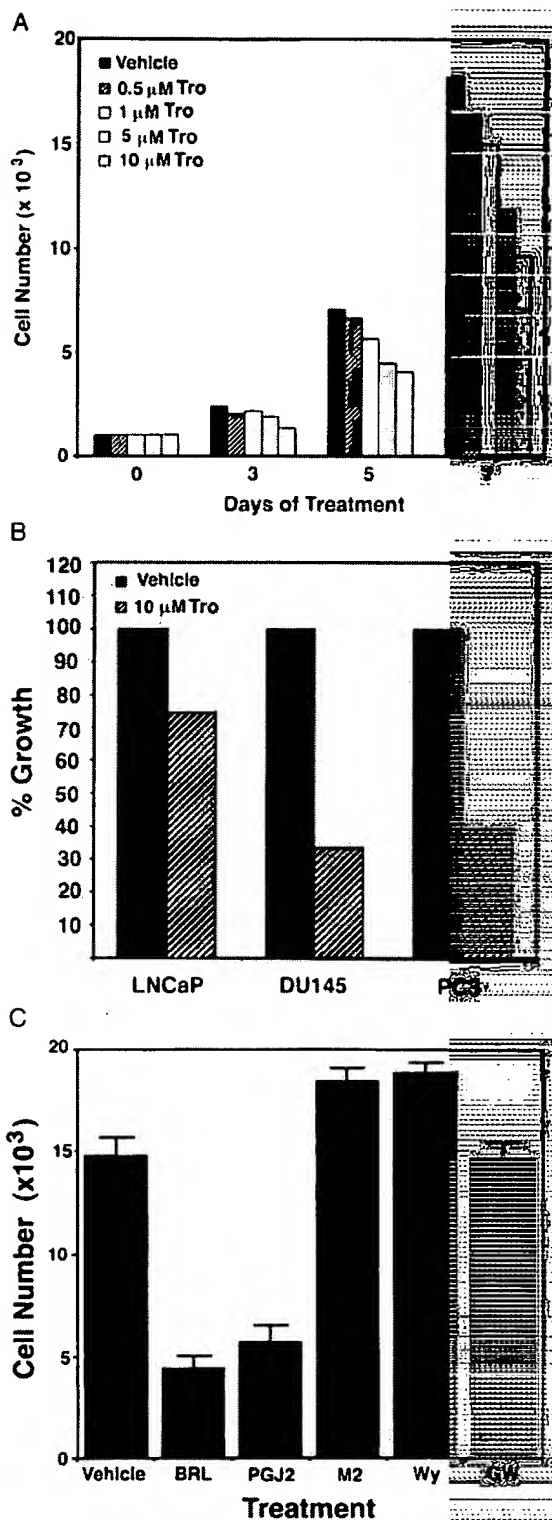 A
20
15
10
5
0
Cell Number (x 10³)
Vehicle
0.5 µM Tro
1 µM Tro
5 µM Tro
10 µM Tro
0 3 5
Days of Treatment
B
120
110
100
90
80
70
60
50
40
30
20
10
% Growth
Vehicle
10 µM Tro
LNCaP DU145
C
20
15
10
5
0
Cell Number (x10³)
Vehicle BRL PGJ2 M2 Wy GW
Treatment